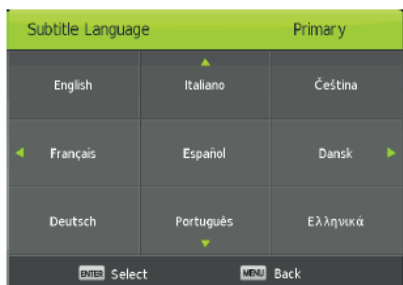 Subtitle Language Primary
English Italiano Čeština
Français Español Dansk
Deutsch Português Ελληνικά
ENTER Select MENU Back